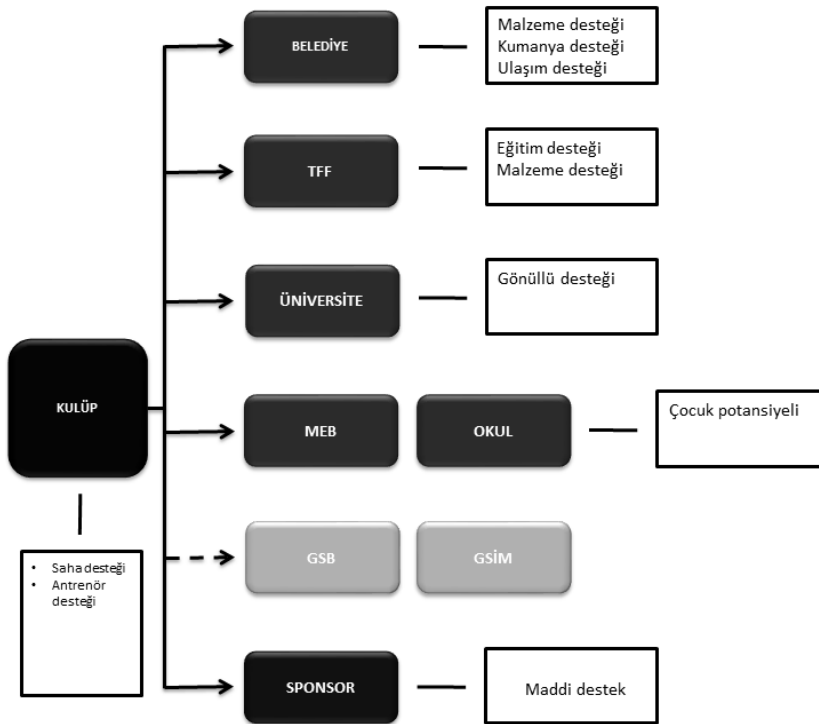 BELEDİYE
Malzeme desteği
Kumanya desteği
Ulaşım desteği
TFF
Eğitim desteği
Malzeme desteği
ÜNİVERSİTE
Gönüllü desteği
KULÜP
MEB
OKUL
Çocuk potansiyeli
• Saha desteği
• Antrenör
desteği
GSB
GSİM
SPONSOR
Maddi destek